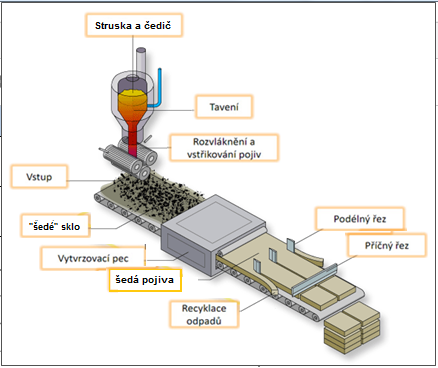 Struska a čedič
Tavení
Rozvláknění a
vstřikování pojiv
Vstup
"šedé" sklo
Vytvrzovací pec
šedá pojiva
Podélný řez
Příčný řez
Recyklace
odpadů